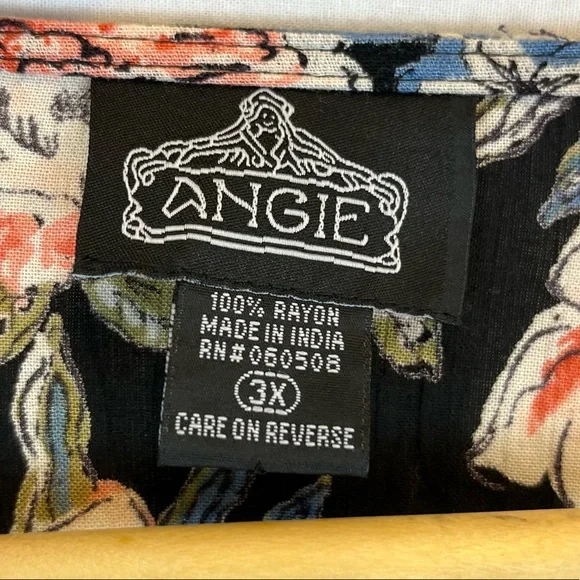 ANGIE
100% RAYON
MADE IN INDIA
RN# 060508
3X
CARE ON REVERSE